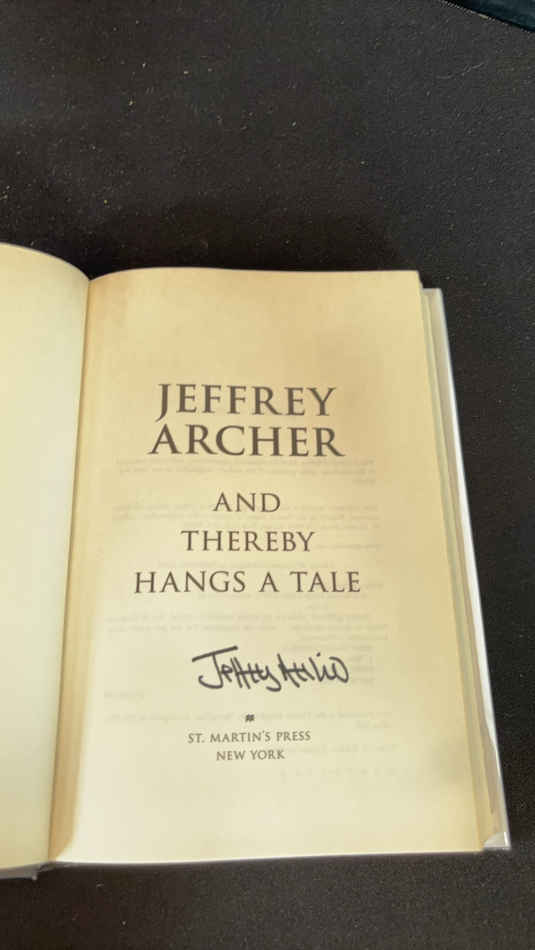 JEFFREY
ARCHER
AND
THEREBY
HANGS A TALE
Jeffrey Archer
ST. MARTIN'S PRESS
NEW YORK